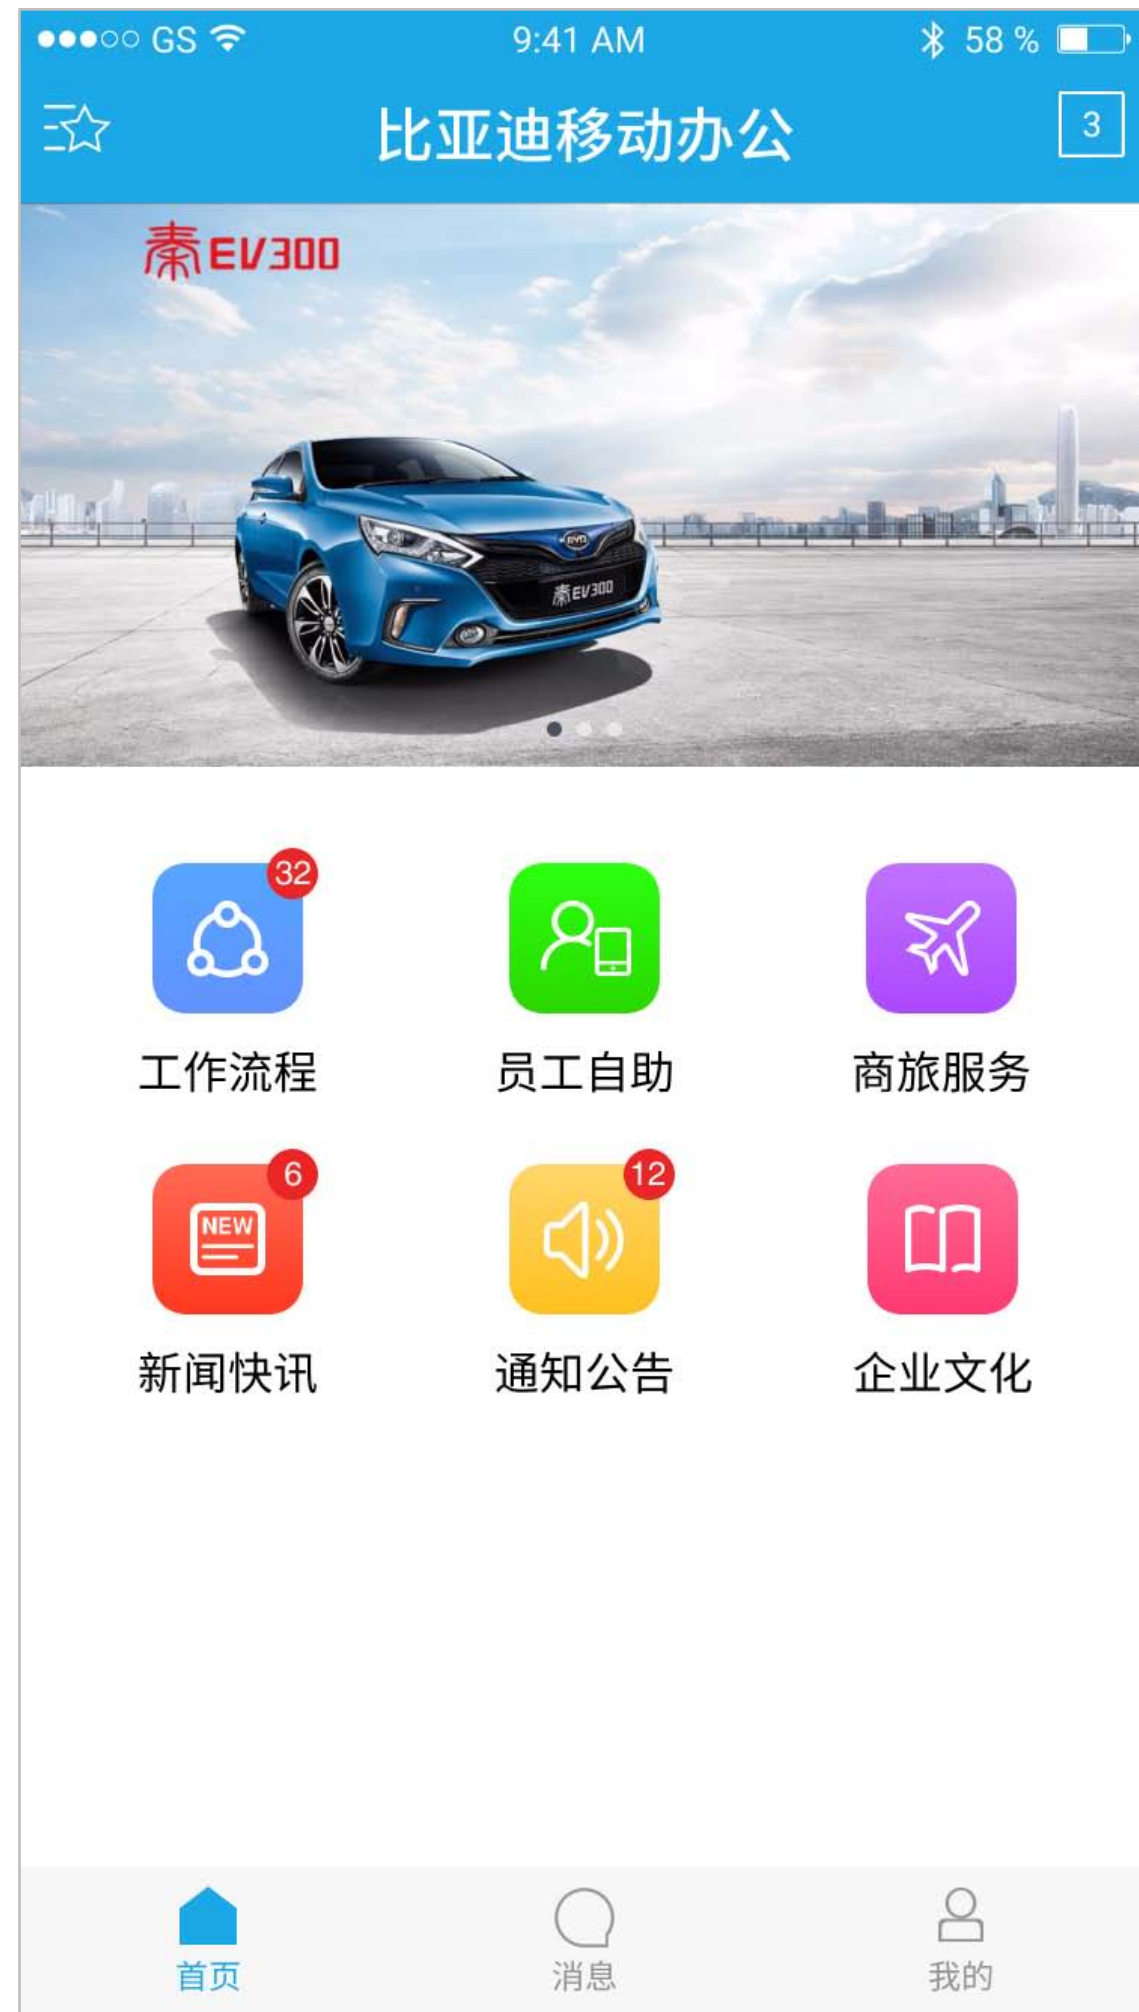 GS 9:41 AM 58 %
比亚迪移动办公 3
秦EV300
BYD
秦EV300
32
工作流程 员工自助 商旅服务
6 12
NEW
新闻快讯 通知公告 企业文化
首页 消息 我的